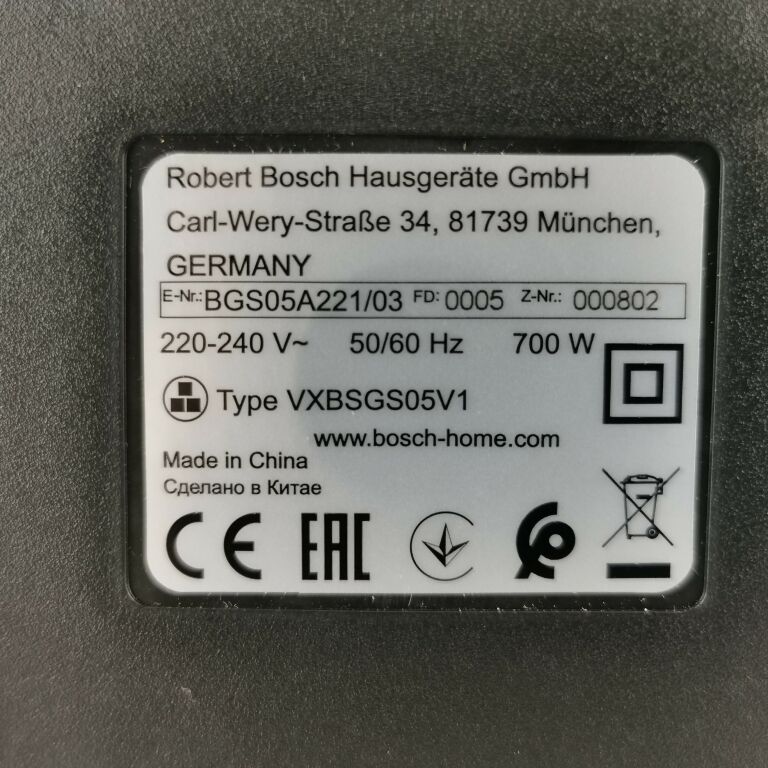 Robert Bosch Hausgeräte GmbH
Carl-Wery-Straße 34, 81739 München,
GERMANY
E-Nr.: BGS05A221/03 FD: 0005 Z-Nr.: 000802
220-240 V~ 50/60 Hz 700 W
Type VXBSGS05V1
www.bosch-home.com
Made in China
Сделано в Китае
CE EAC